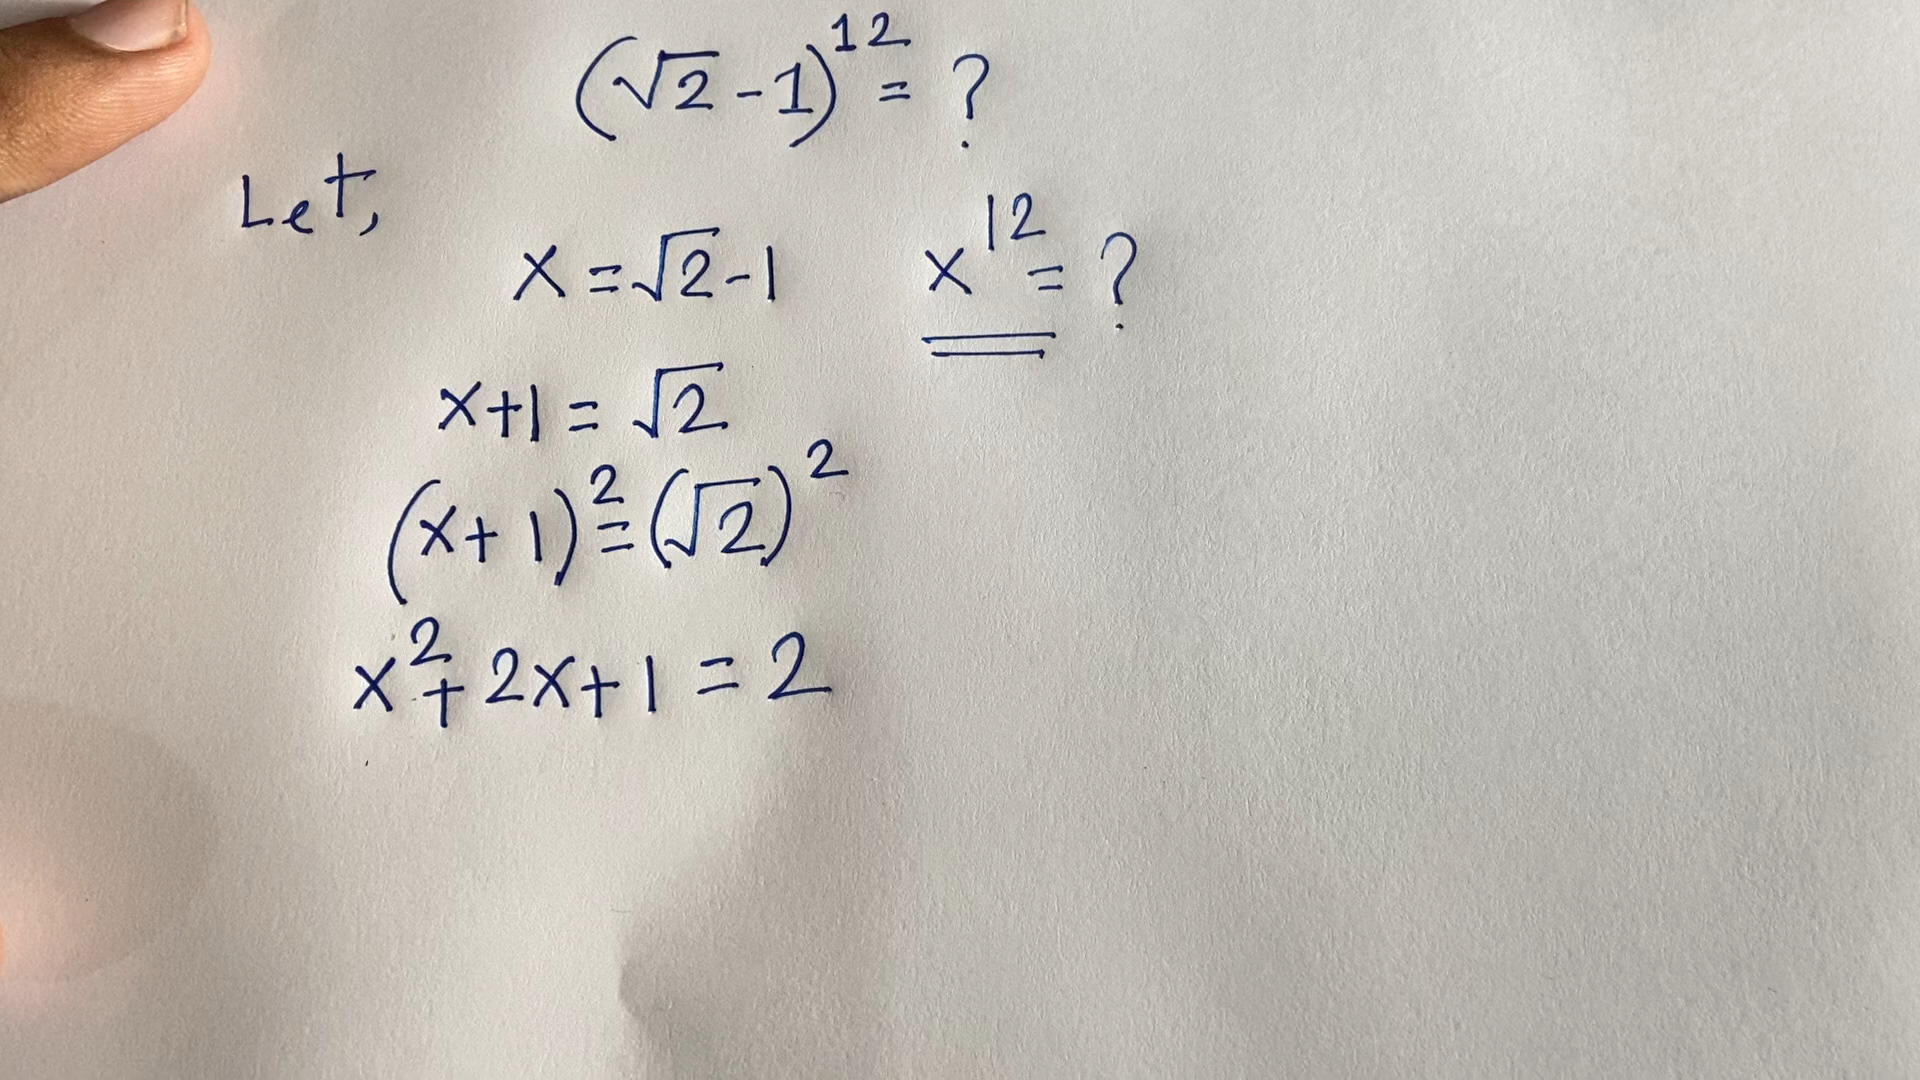 (√2-1)^12 = ?
Let,
x = √2-1    x^12 = ?
x+1 = √2
(x+1)^2 = (√2)^2
x^2+2x+1 = 2